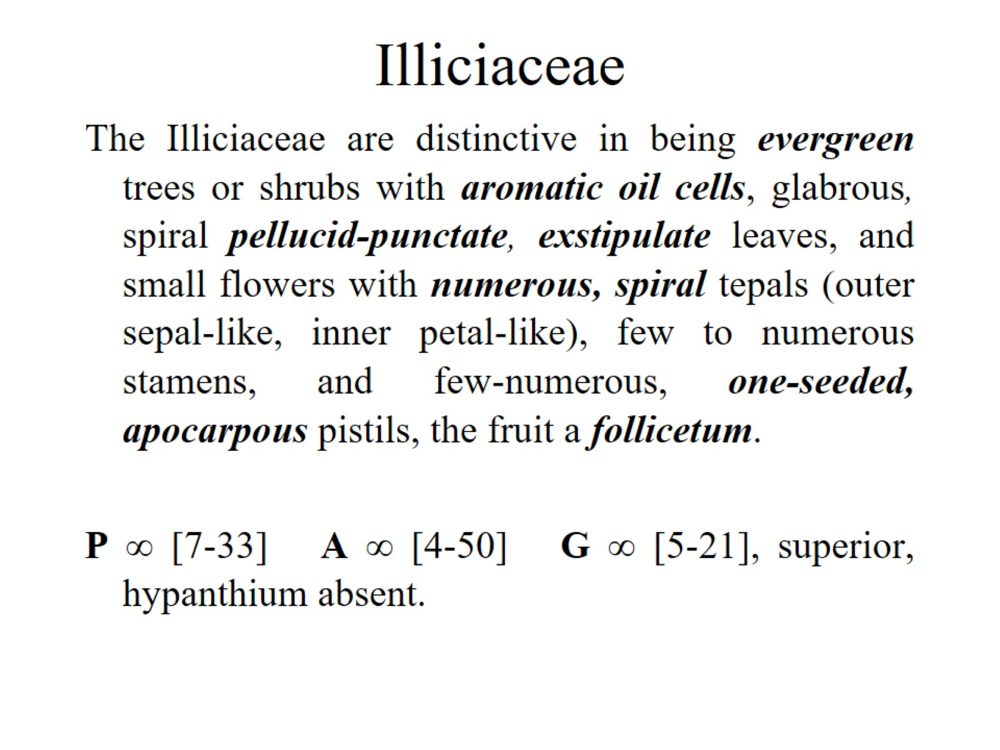 Illiciaceae
The Illiciaceae are distinctive in being evergreen
trees or shrubs with aromatic oil cells, glabrous,
spiral pellucid-punctate, exstipulate leaves, and
small flowers with numerous, spiral tepals (outer
sepal-like, inner petal-like), few to numerous
stamens, and few-numerous, one-seeded,
apocarpous pistils, the fruit a follicetum.
P ∞ [7-33] A ∞ [4-50] G ∞ [5-21], superior,
hypanthium absent.